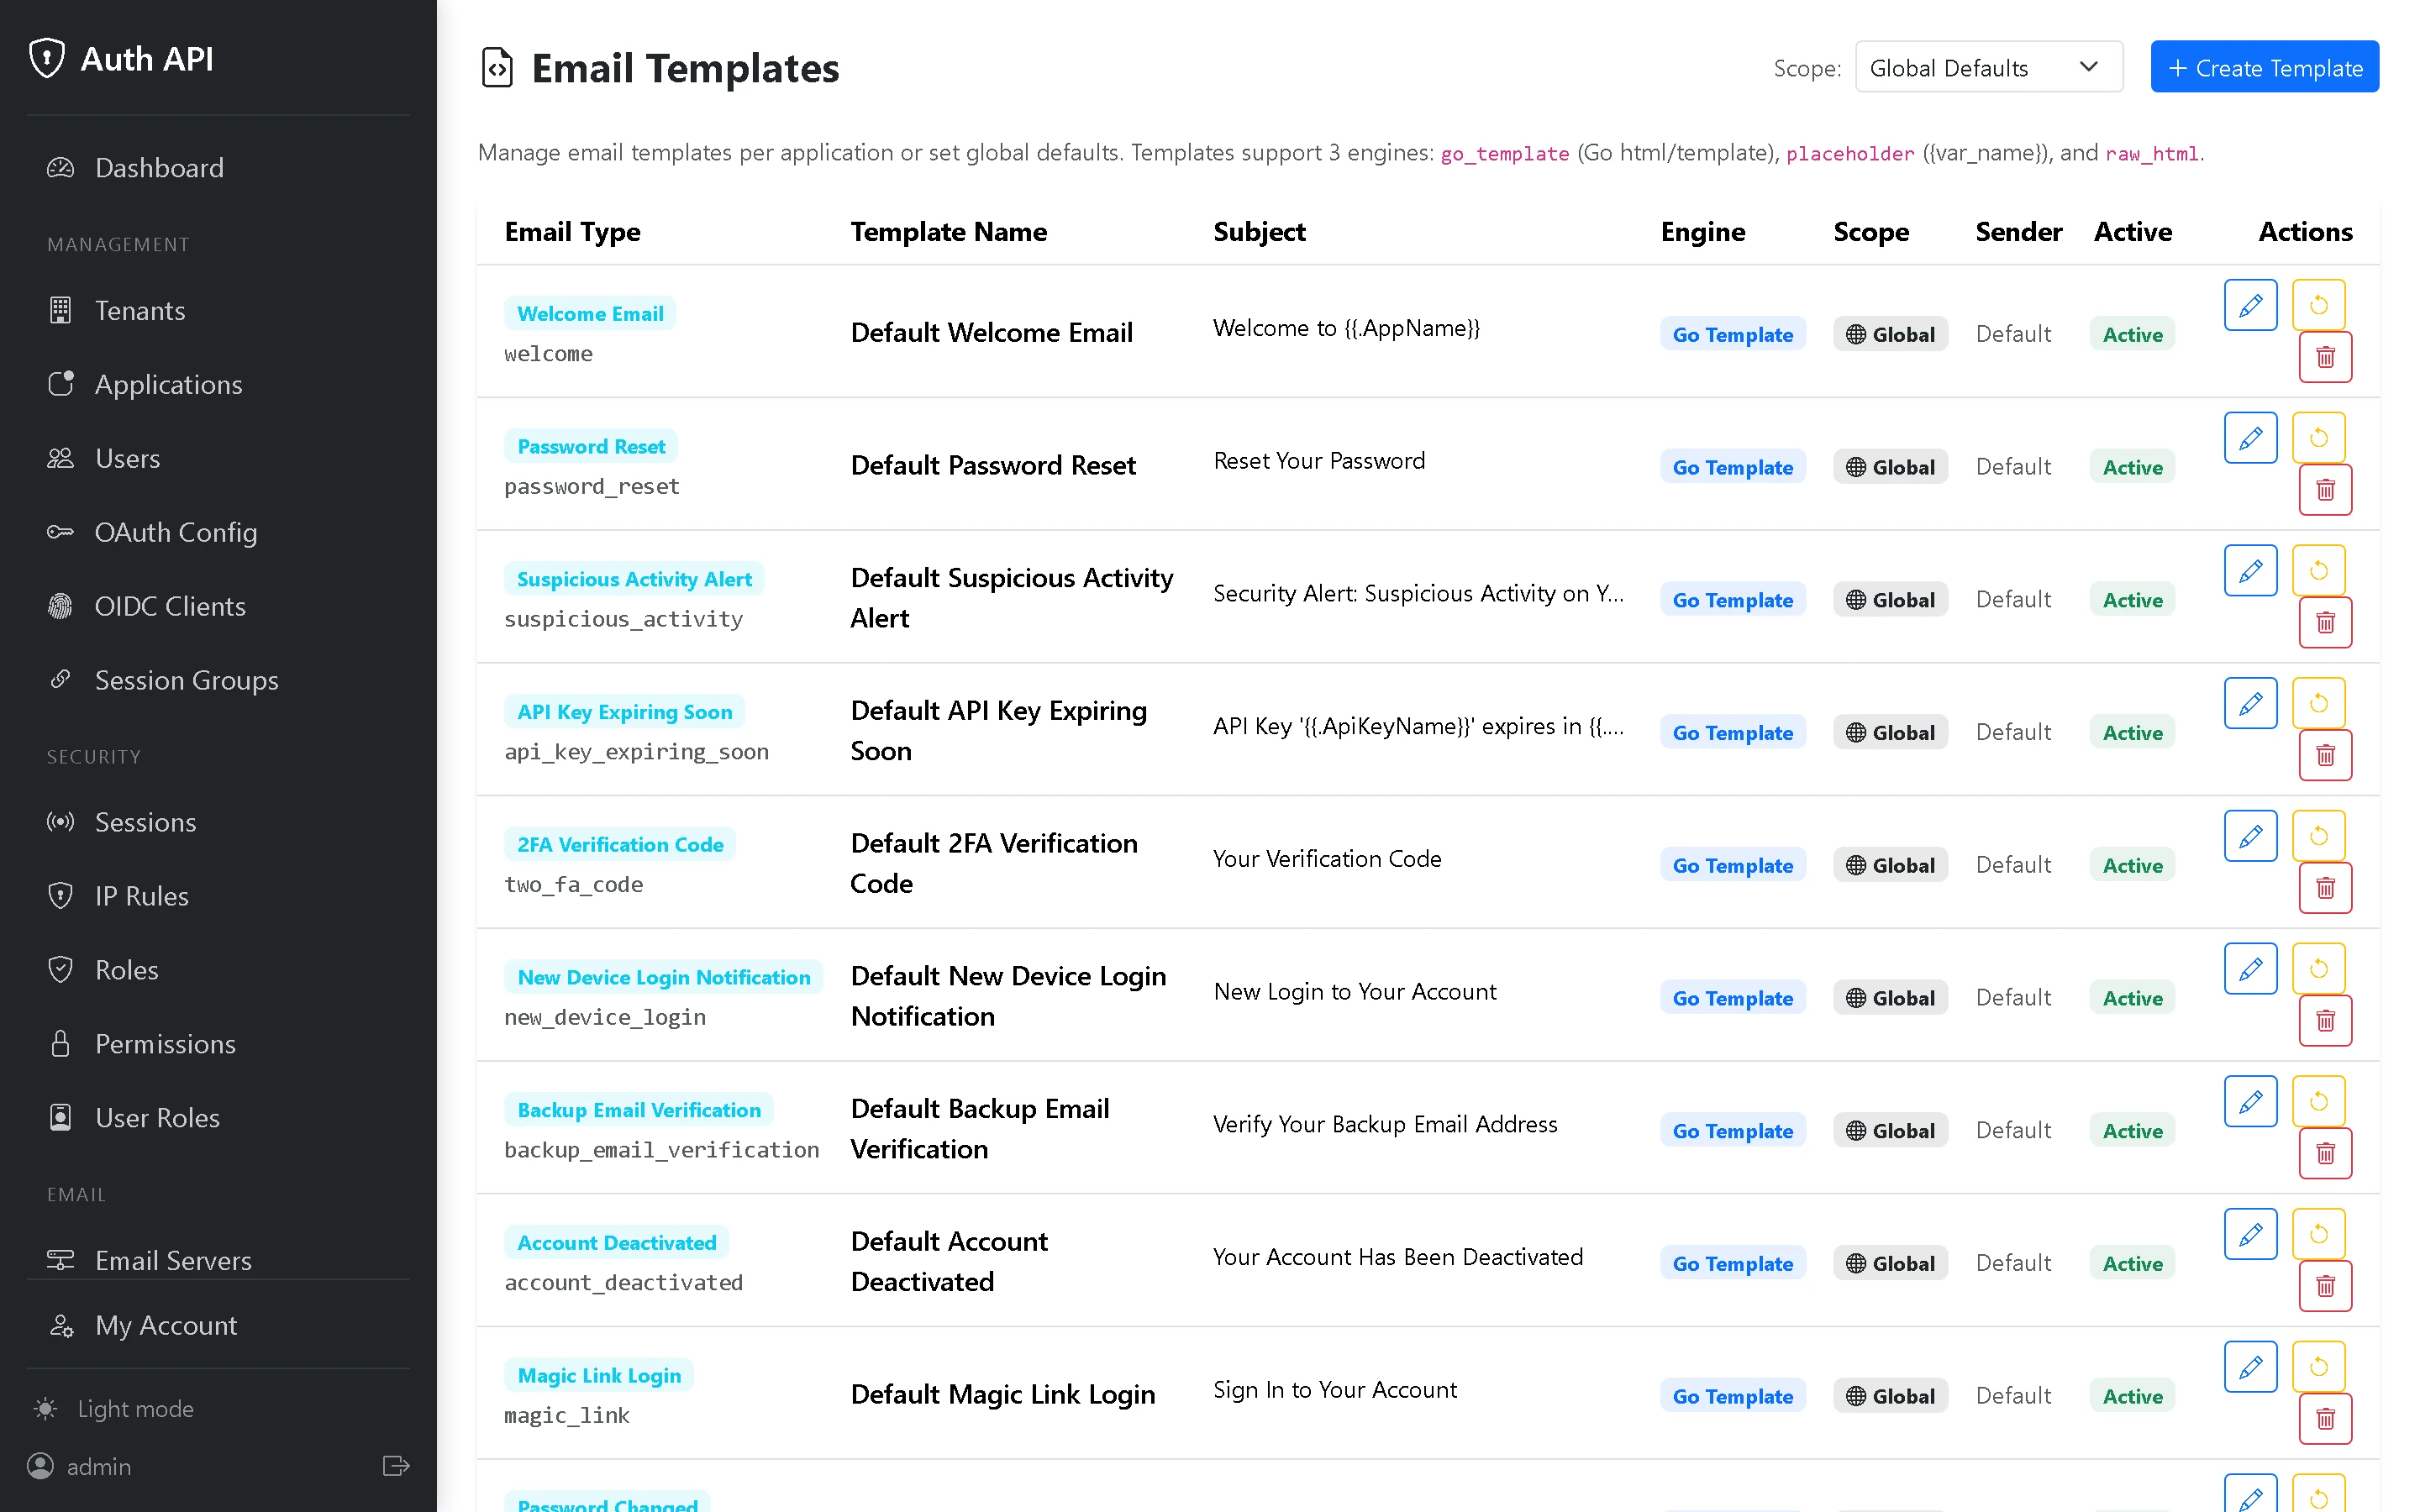 Auth API
Dashboard
MANAGEMENT
Tenants
Applications
Users
OAuth Config
OIDC Clients
Session Groups
SECURITY
Sessions
IP Rules
Roles
Permissions
User Roles
EMAIL
Email Servers
My Account
Light mode
admin
Email Templates
Scope:
Global Defaults
+ Create Template
Manage email templates per application or set global defaults. Templates support 3 engines: go_template (Go html/template), placeholder ({var_name}), and raw_html.
Email Type Template Name Subject Engine Scope Sender Active Actions
Welcome Email
welcome
Default Welcome Email
Welcome to {{.AppName}}
Go Template
Global
Default
Active
Password Reset
password_reset
Default Password Reset
Reset Your Password
Go Template
Global
Default
Active
Suspicious Activity Alert
suspicious_activity
Default Suspicious Activity
Alert
Security Alert: Suspicious Activity on Y...
Go Template
Global
Default
Active
API Key Expiring Soon
api_key_expiring_soon
Default API Key Expiring
Soon
API Key '{{.ApiKeyName}}' expires in {{....
Go Template
Global
Default
Active
2FA Verification Code
two_fa_code
Default 2FA Verification
Code
Your Verification Code
Go Template
Global
Default
Active
New Device Login Notification
new_device_login
Default New Device Login
Notification
New Login to Your Account
Go Template
Global
Default
Active
Backup Email Verification
backup_email_verification
Default Backup Email
Verification
Verify Your Backup Email Address
Go Template
Global
Default
Active
Account Deactivated
account_deactivated
Default Account
Deactivated
Your Account Has Been Deactivated
Go Template
Global
Default
Active
Magic Link Login
magic_link
Default Magic Link Login
Sign In to Your Account
Go Template
Global
Default
Active
Password Changed